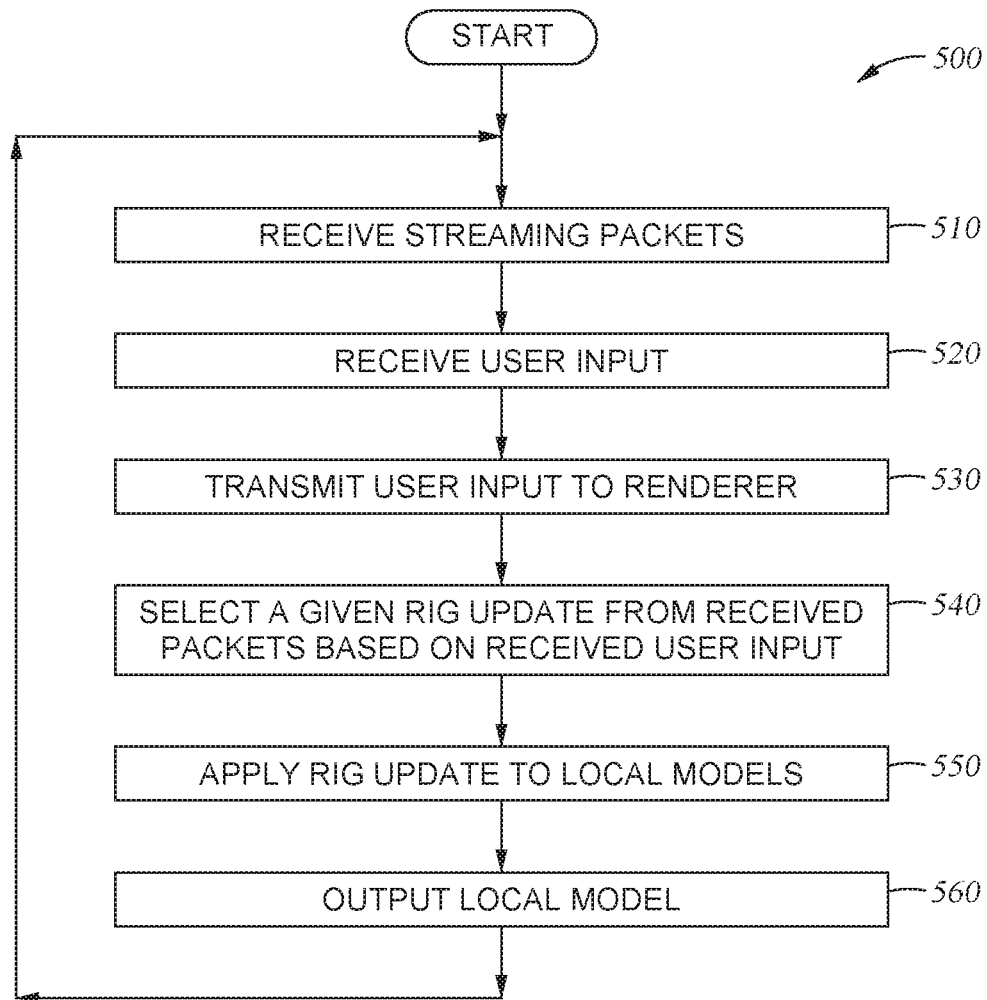 START
500
RECEIVE STREAMING PACKETS
510
RECEIVE USER INPUT
520
TRANSMIT USER INPUT TO RENDERER
530
SELECT A GIVEN RIG UPDATE FROM RECEIVED
PACKETS BASED ON RECEIVED USER INPUT
540
APPLY RIG UPDATE TO LOCAL MODELS
550
OUTPUT LOCAL MODEL
560